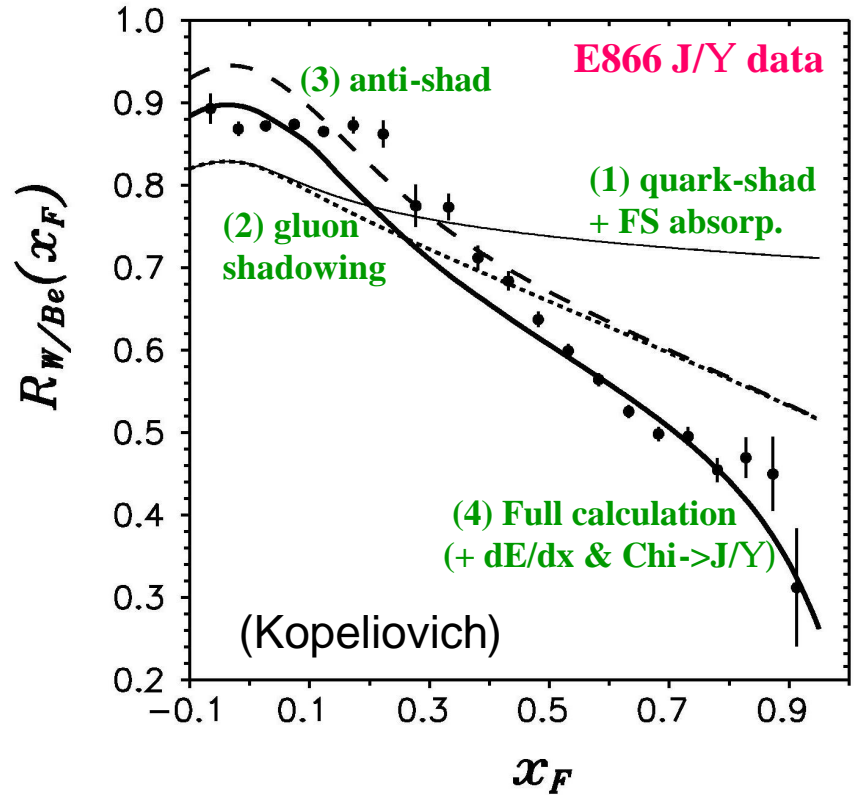 E866 J/Υ data
(3) anti-shad
(1) quark-shad
+ FS absorp.
(2) gluon
shadowing
(4) Full calculation
(+ dE/dx & Chi->J/Υ)
(Kopeliovich)
R_{W/Be}(x_F)
1.0
0.9
0.8
0.7
0.6
0.5
0.4
0.3
0.2
−0.1
0.1
0.3
0.5
0.7
0.9
x_F